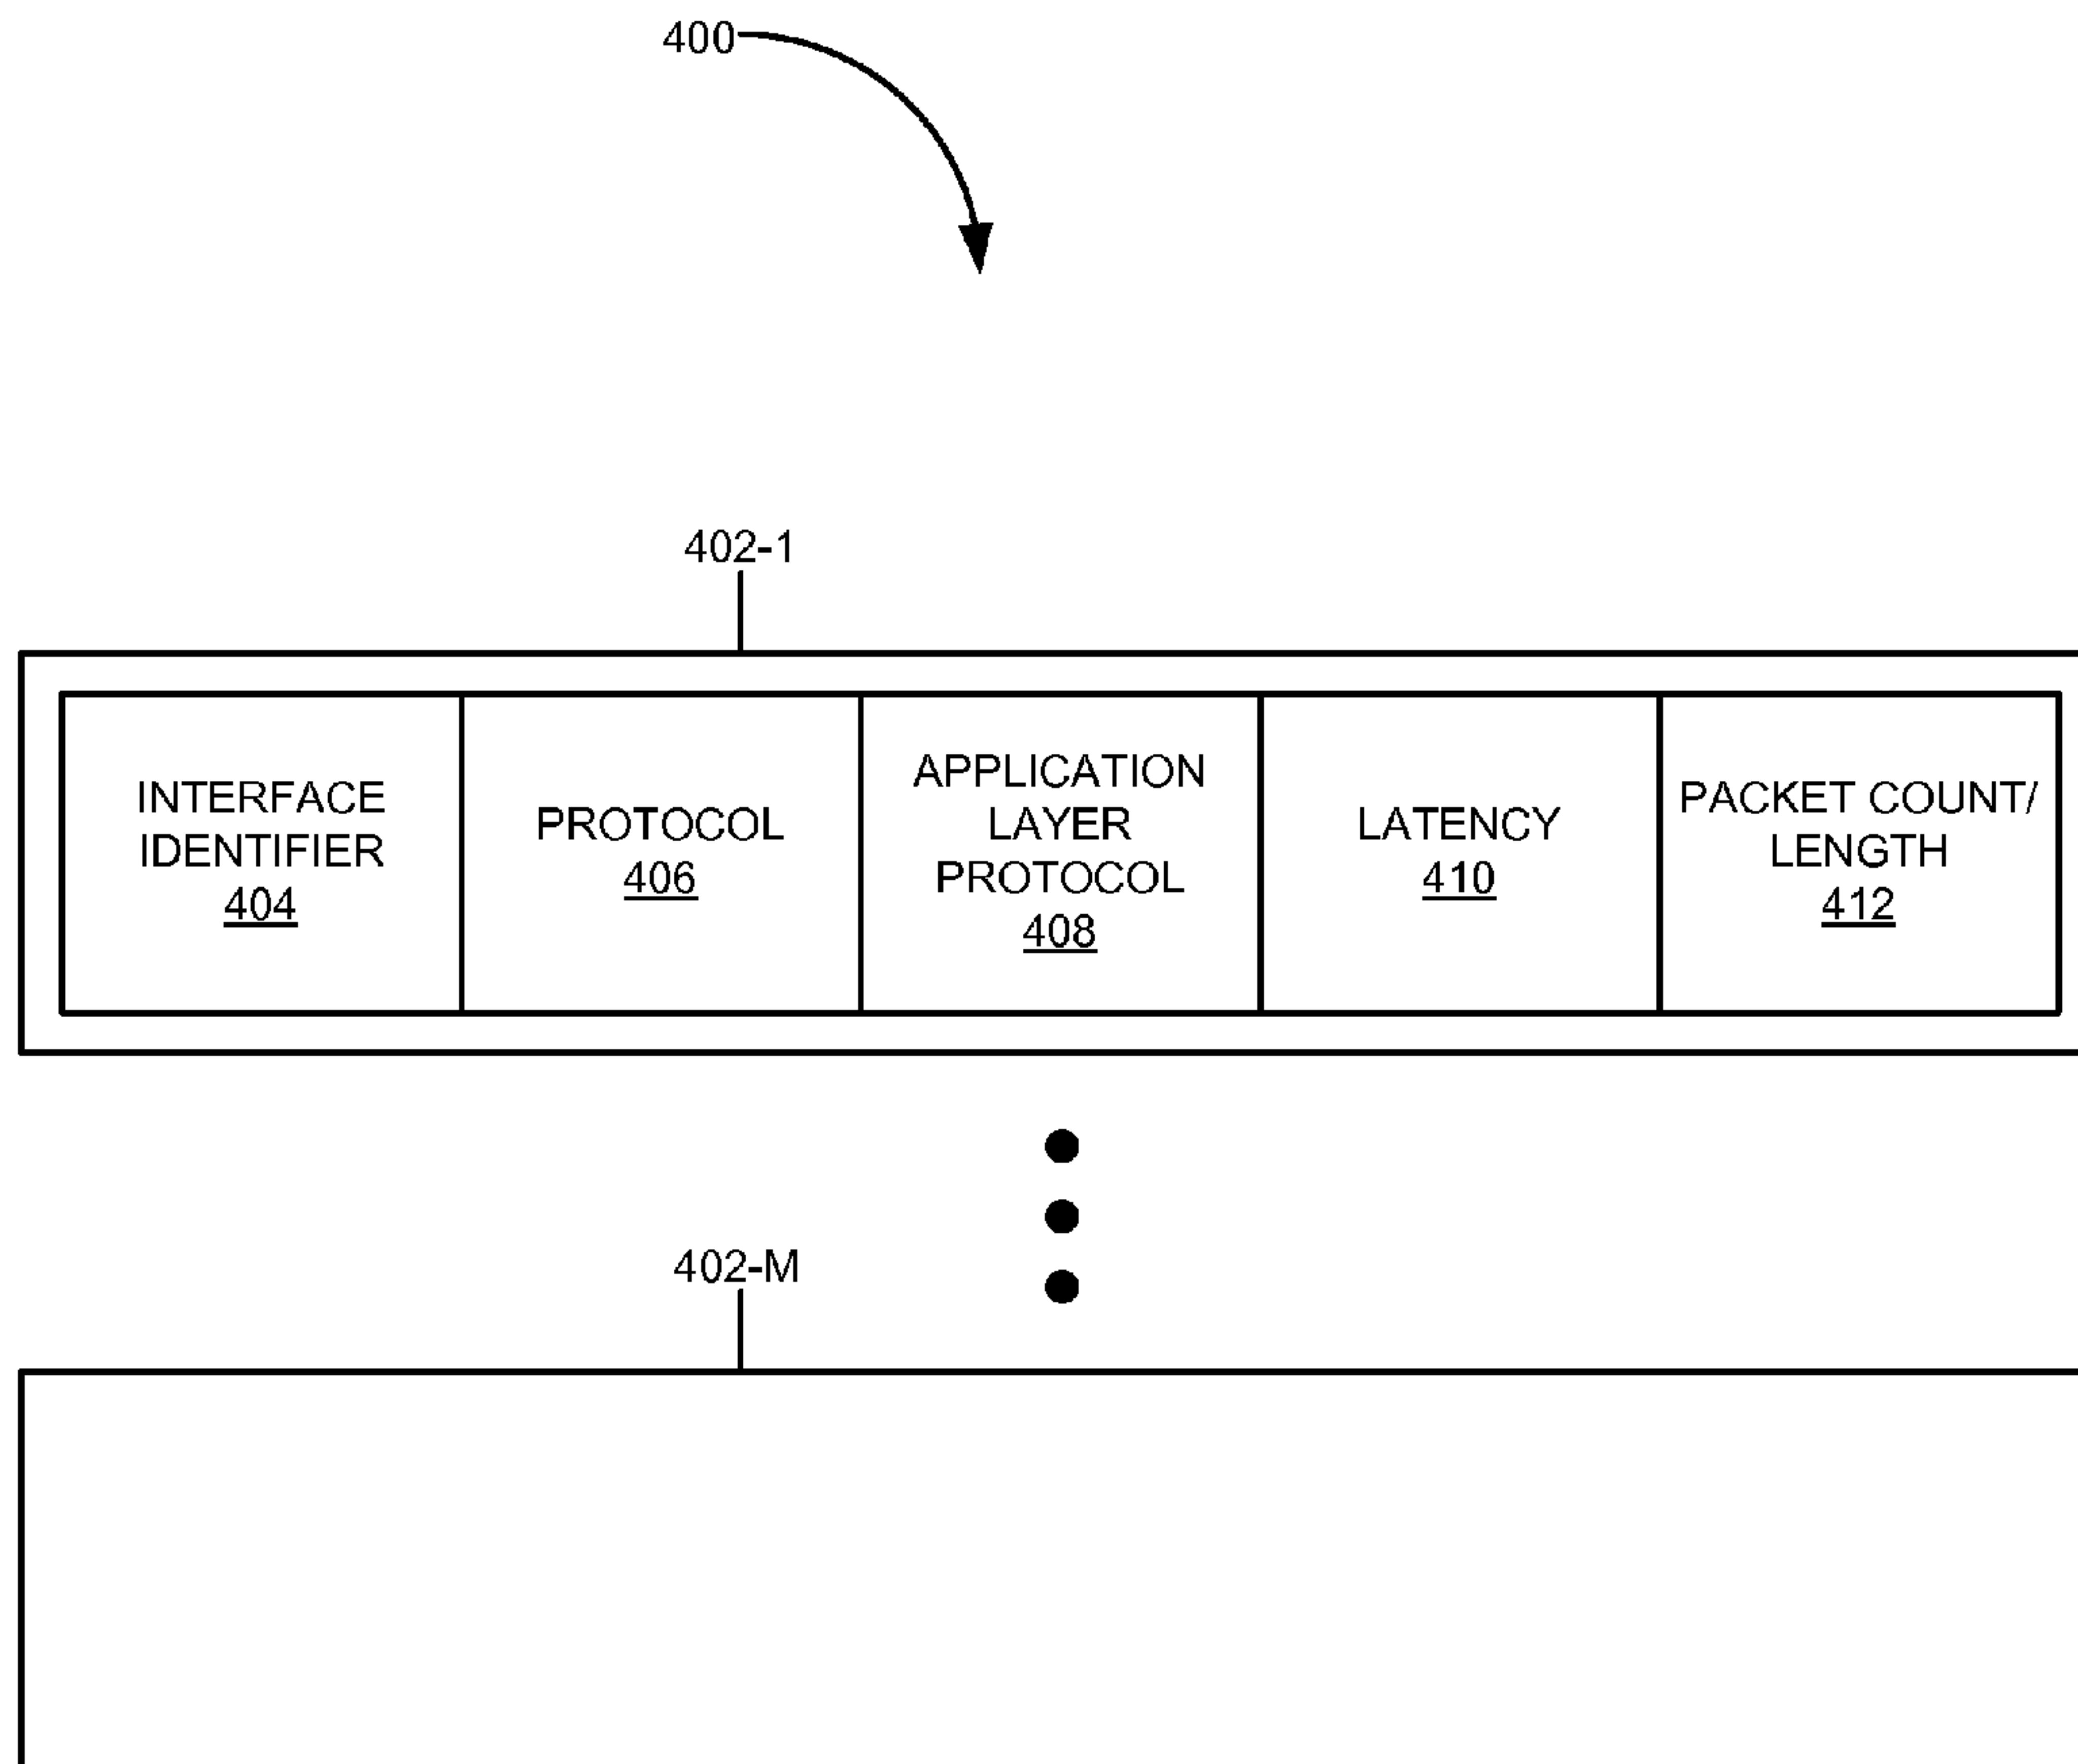 400
402-1
INTERFACE
IDENTIFIER
404
PROTOCOL
406
APPLICATION
LAYER
PROTOCOL
408
LATENCY
410
PACKET COUNT/
LENGTH
412
402-M